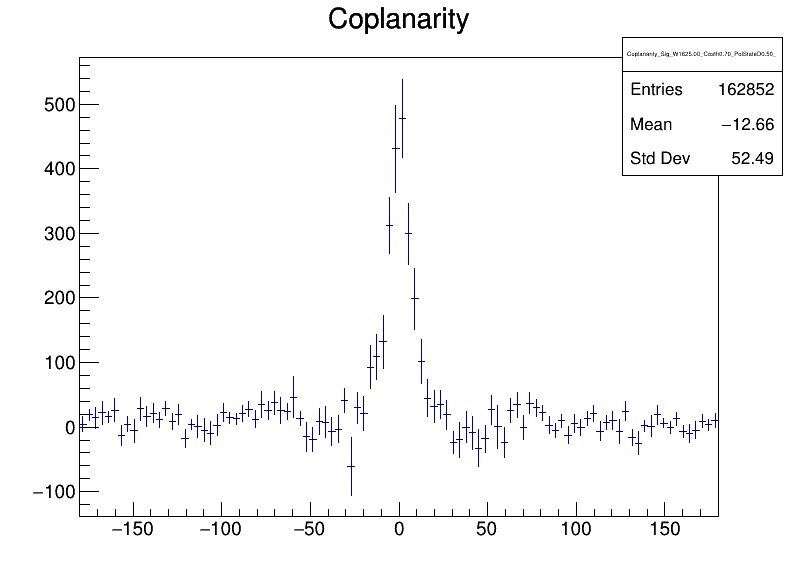 Coplanarity
Coplanarity_Sig_W1625.00_Costh0.70_PolStateD0.50_
Entries 162852
Mean −12.66
Std Dev 52.49
500
400
300
200
100
0
−100
−150 −100 −50 0 50 100 150